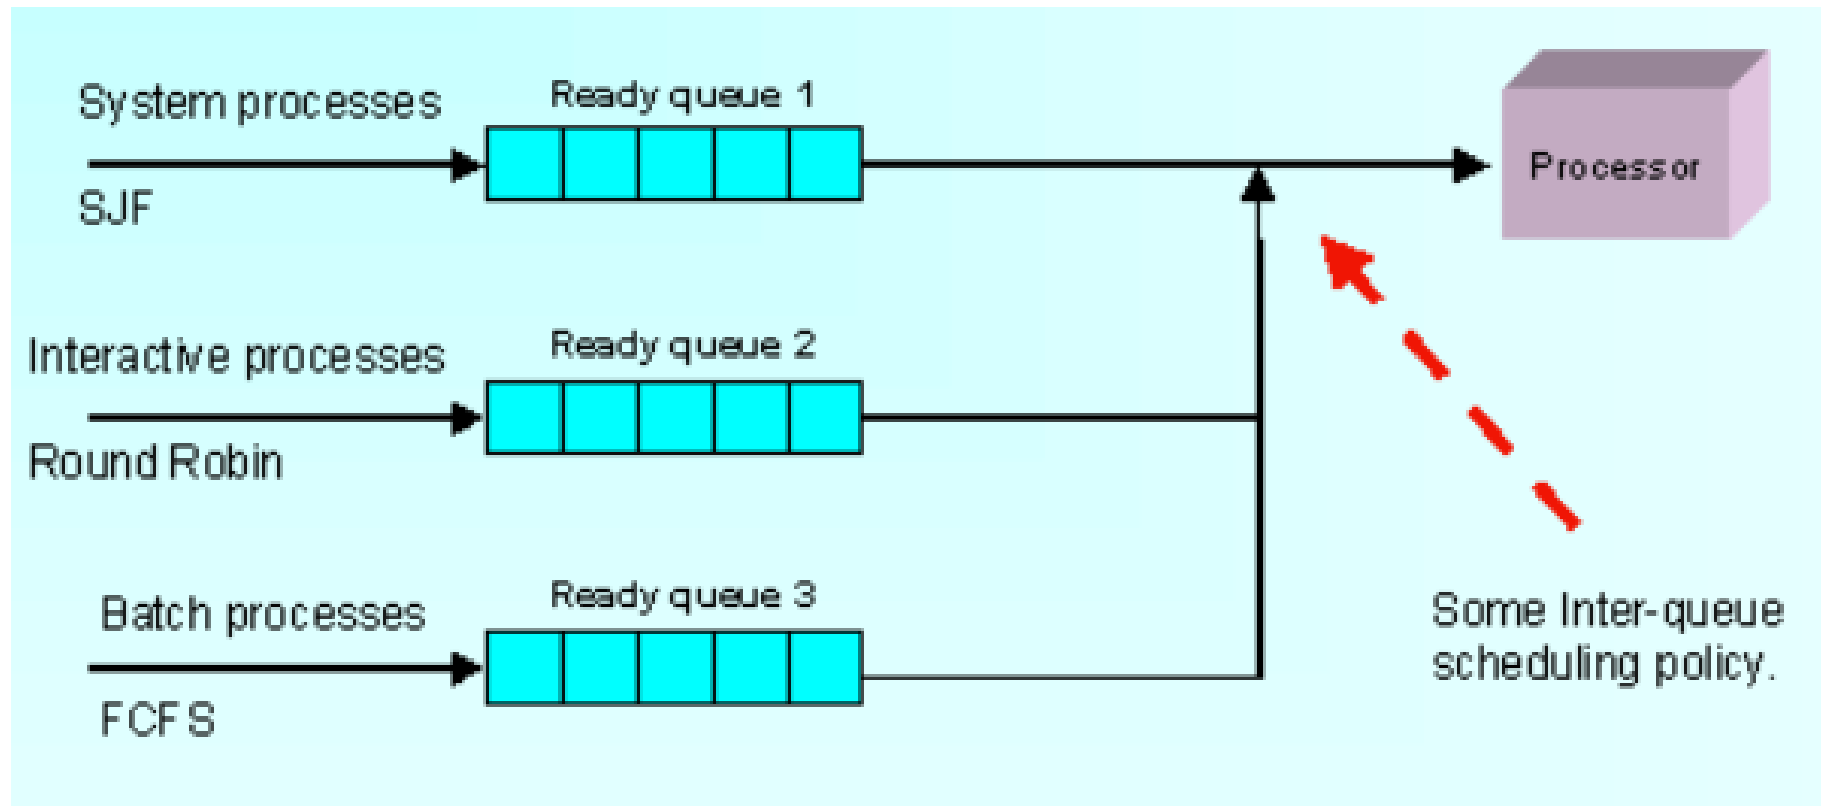 System processes
Ready queue 1
SJF
Processor
Interactive processes
Ready queue 2
Round Robin
Batch processes
Ready queue 3
FCFS
Some Inter-queue
scheduling policy.